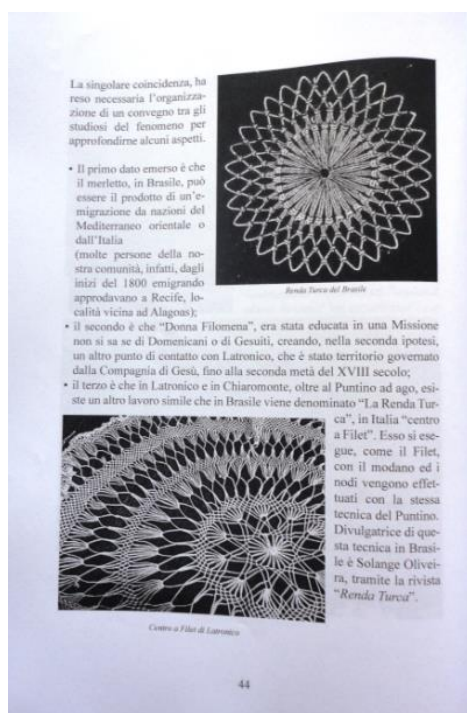 La singolare coincidenza, ha
reso necessaria l'organizza-
zione di un convegno tra gli
studiosi del fenomeno per
approfondirne alcuni aspetti.
• Il primo dato emerso è che
il merletto, in Brasile, può
essere il prodotto di un'e-
migrazione da nazioni del
Mediterraneo orientale o
dall'Italia
(molte persone della no-
stra comunità, infatti, dagli
inizi del 1800 emigrando
approdavano a Recife, lo-
calità vicina ad Alagoas);
Renda Turca del Brasile
• il secondo è che "Donna Filomena", era stata educata in una Missione
non si sa se di Domenicani o di Gesuiti, creando, nella seconda ipotesi,
un altro punto di contatto con Latronico, che è stato territorio governato
dalla Compagnia di Gesù, fino alla seconda metà del XVIII secolo;
• il terzo è che in Latronico e in Chiaromonte, oltre al Puntino ad ago, esi-
ste un altro lavoro simile che in Brasile viene denominato "La Renda Tur-
ca", in Italia "centro
a Filet". Esso si ese-
gue, come il Filet,
con il modano ed i
nodi vengono effet-
tuati con la stessa
tecnica del Puntino.
Divulgatrice di que-
sta tecnica in Brasi-
le è Solange Olivei-
ra, tramite la rivista
"Renda Turca".
Centro a Filet di Latronico
44